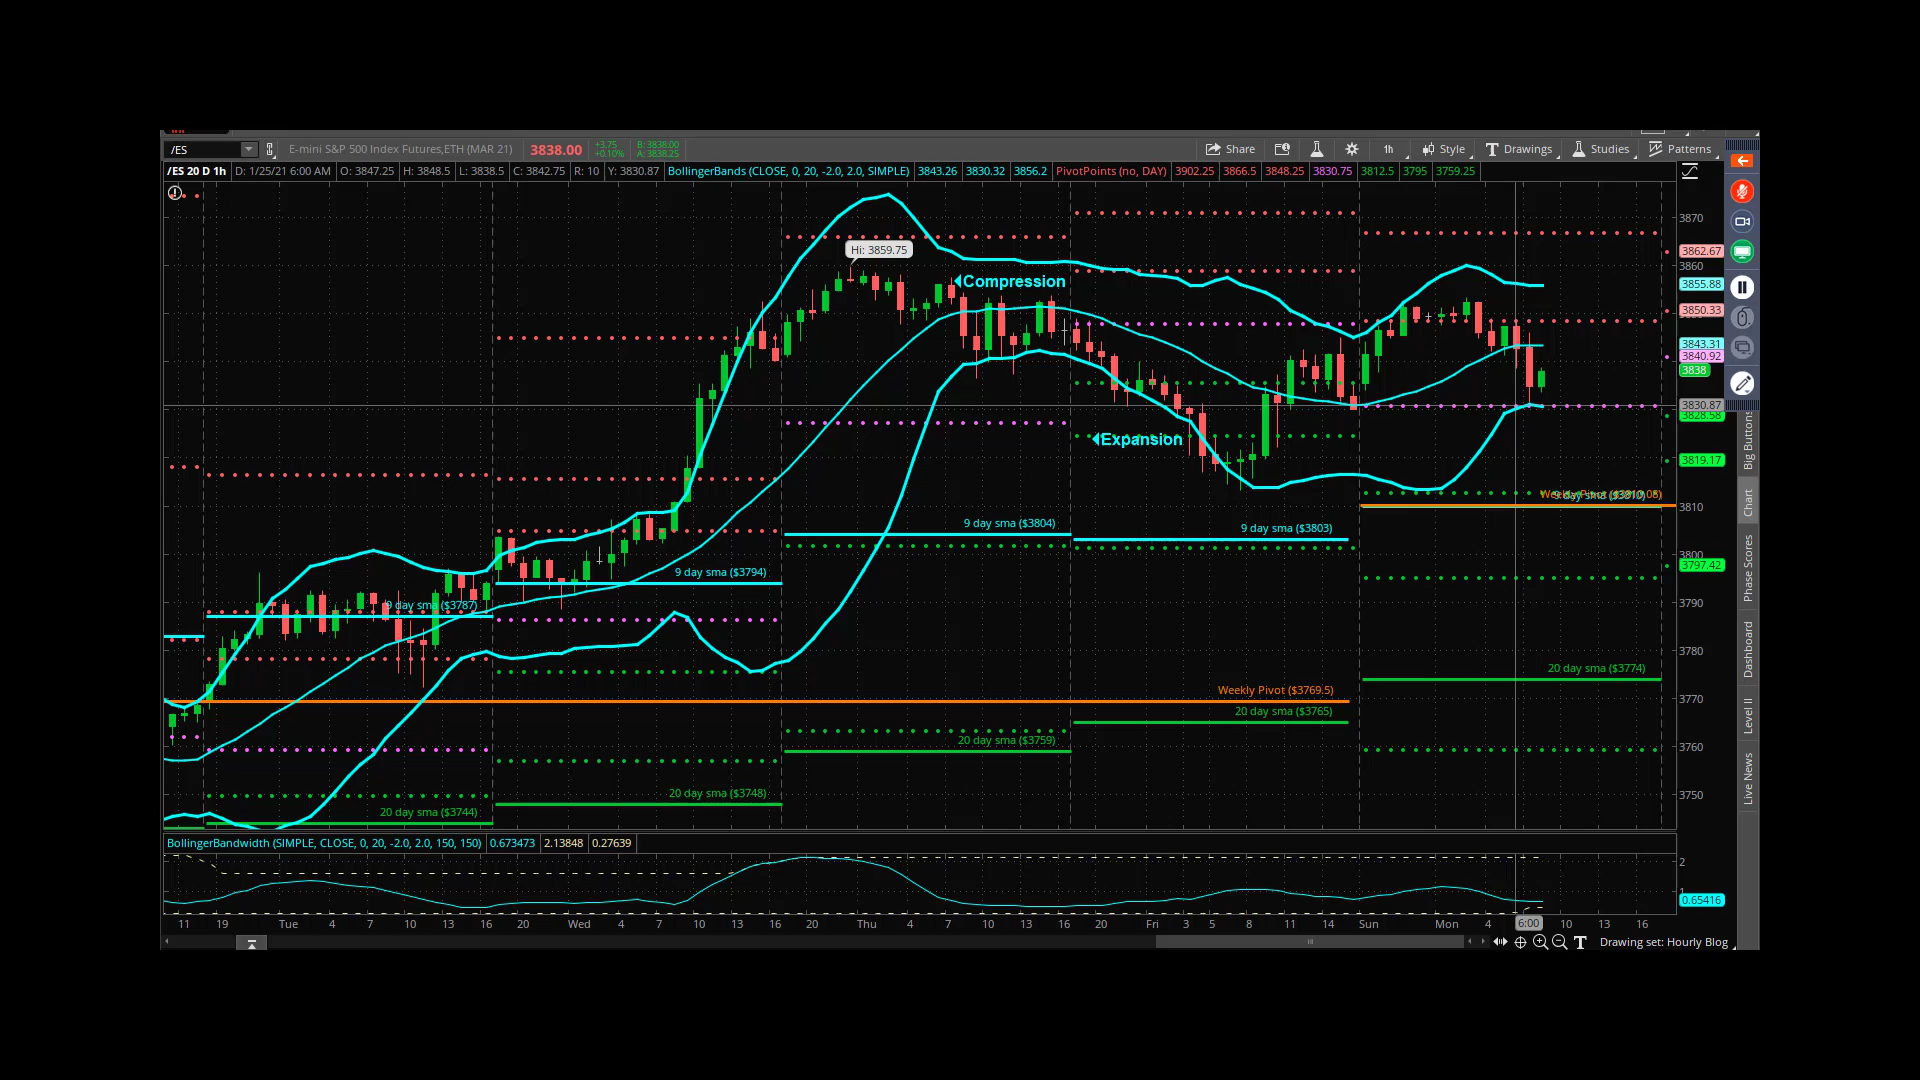 /ES E-mini S&P 500 Index Futures,ETH (MAR 21) 3838.00 +3.75 +0.10% B: 3838.00 A: 3838.25 Share 1h Style Drawings Studies Patterns
/ES 20 D 1h D: 1/25/21 6:00 AM O: 3847.25 H: 3848.5 L: 3838.5 C: 3842.75 R: 10 Y: 3830.87 BollingerBands (CLOSE, 0, 20, -2.0, 2.0, SIMPLE) 3843.26 3830.32 3856.2 PivotPoints (no, DAY) 3902.25 3866.5 3848.25 3830.75 3812.5 3795 3759.25
3870
Hi: 3859.75
3862.67
3860
Compression
3855.88
3850.33
3843.31
3840.92
3838
3830.87
3828.58
Expansion
3819.17
3810
9 day sma ($3804)
9 day sma ($3803)
3800
3797.42
9 day sma ($3794)
9 day sma ($3787)
3790
3780
20 day sma ($3774)
Weekly Pivot ($3769.5)
3770
20 day sma ($3765)
20 day sma ($3759)
3760
20 day sma ($3748)
3750
20 day sma ($3744)
Big Buttons
Chart
Phase Scores
Dashboard
Level II
Live News
BollingerBandwidth (SIMPLE, CLOSE, 0, 20, -2.0, 2.0, 150, 150) 0.673473 2.13848 0.27639
2
1
0.65416
11 19 Tue 4 7 10 13 16 20 Wed 4 7 10 13 16 20 Thu 4 7 10 13 16 20 Fri 3 5 8 11 14 Sun Mon 4 6:00 10 13 16
Drawing set: Hourly Blog